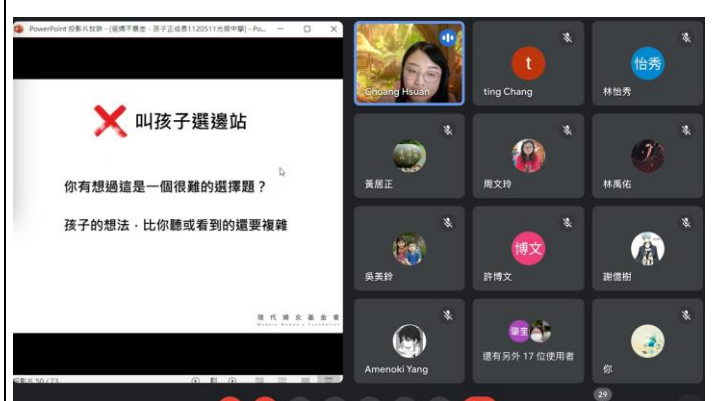 PowerPoint 投影片放映 - [爸媽不暴走，孩子正成長1120511光榮中學] - Po...
叫孩子選邊站
你有想過這是一個很難的選擇題？
孩子的想法，比你聽或看到的還要複雜
現代婦女基金會
Modern Women's Foundation
Chuang Hsuan
t
ting Chang
怡秀
林怡秀
黃居正
周文玲
林禹佑
吳美鈴
博文
許博文
謝億樹
Amenoki Yang
肇室
還有另外 17 位使用者
你
29